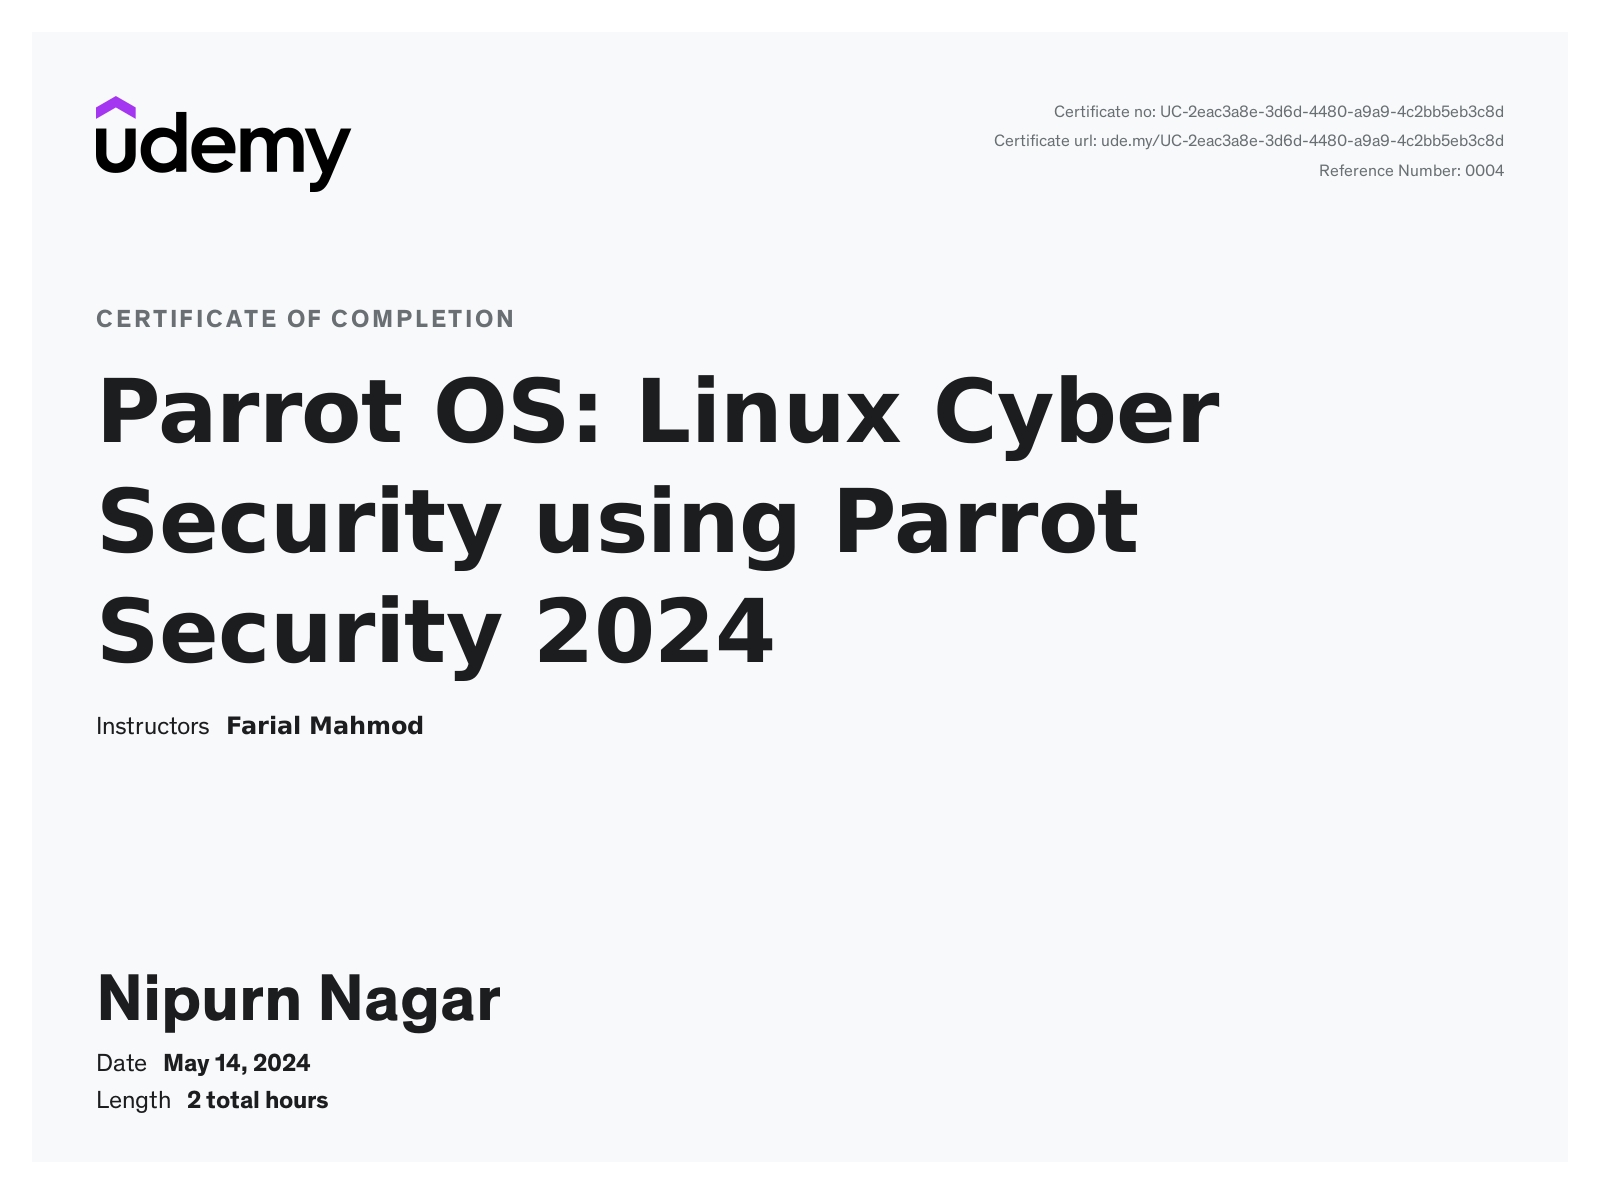 udemy
Certificate no: UC-2eac3a8e-3d6d-4480-a9a9-4c2bb5eb3c8d
Certificate url: ude.my/UC-2eac3a8e-3d6d-4480-a9a9-4c2bb5eb3c8d
Reference Number: 0004
CERTIFICATE OF COMPLETION
Parrot OS: Linux Cyber
Security using Parrot
Security 2024
Instructors Farial Mahmod
Nipurn Nagar
Date May 14, 2024
Length 2 total hours